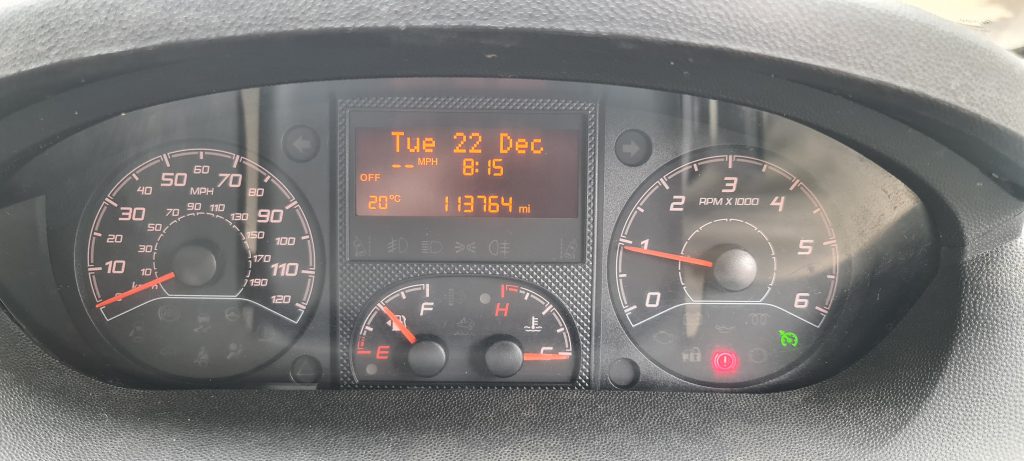 Tue 22 Dec
-- MPH 8:15
OFF
20°C 113764 mi
10 20 30 40 50 60 70 80 90 100 110 120
MPH
10 30 50 70 90 110 130 150 170 190
F
E
H
C
0 1 2 3 4 5 6
RPM X 1000